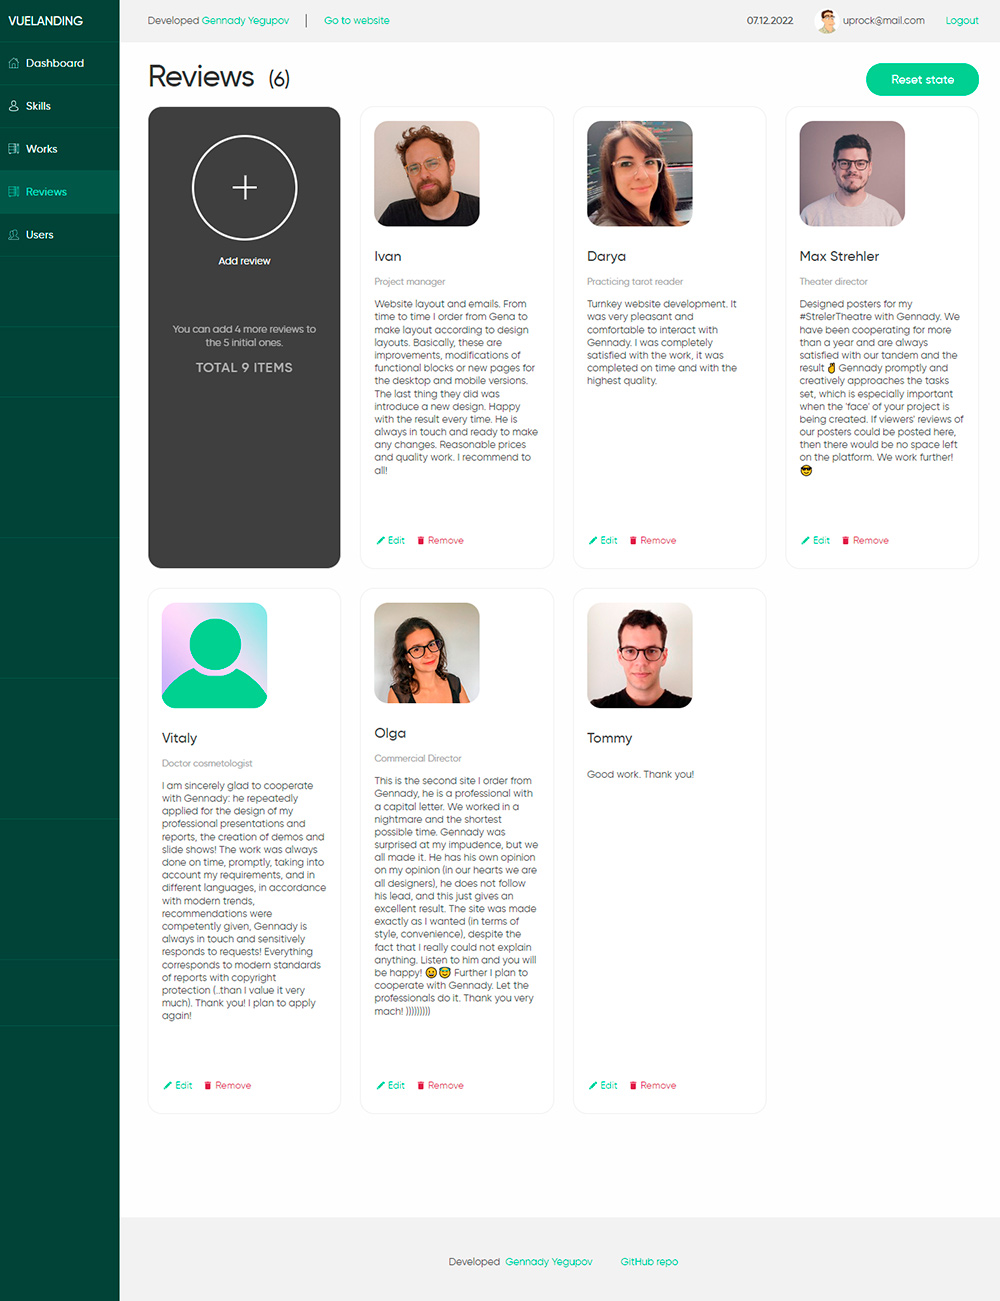 VUELANDING
Developed Gennady Yegupov
Go to website
07.12.2022
uprock@mail.com
Logout
Dashboard
Skills
Works
Reviews
Users
Reviews (6)
Reset state
Add review
You can add 4 more reviews to
the 5 initial ones.
TOTAL 9 ITEMS
Ivan
Project manager
Website layout and emails. From
time to time I order from Gena to
make layout according to design
layouts. Basically, these are
improvements, modifications of
functional blocks or new pages for
the desktop and mobile versions.
The last thing they did was
introduce a new design. Happy
with the result every time. He is
always in touch and ready to make
any changes. Reasonable prices
and quality work. I recommend to
all!
Edit
Remove
Darya
Practicing tarot reader
Turnkey website development. It
was very pleasant and
comfortable to interact with
Gennady. I was completely
satisfied with the work, it was
completed on time and with the
highest quality.
Edit
Remove
Max Strehler
Theater director
Designed posters for my
#StrelerTheatre with Gennady. We
have been cooperating for more
than a year and are always
satisfied with our tandem and the
result ✌ Gennady promptly and
creatively approaches the tasks
set, which is especially important
when the 'face' of your project is
being created. If viewers' reviews of
our posters could be posted here,
then there would be no space left
on the platform. We work further!
😎
Edit
Remove
Vitaly
Doctor cosmetologist
I am sincerely glad to cooperate
with Gennady: he repeatedly
applied for the design of my
professional presentations and
reports, the creation of demos and
slide shows! The work was always
done on time, promptly, taking into
account my requirements, and in
different languages, in accordance
with modern trends,
recommendations were
competently given, Gennady is
always in touch and sensitively
responds to requests! Everything
corresponds to modern standards
of reports with copyright
protection (..than I value it very
much). Thank you! I plan to apply
again!
Edit
Remove
Olga
Commercial Director
This is the second site I order from
Gennady, he is a professional with
a capital letter. We worked in a
nightmare and the shortest
possible time. Gennady was
surprised at my impudence, but we
all made it. He has his own opinion
on my opinion (in our hearts we are
all designers), he does not follow
his lead, and this just gives an
excellent result. The site was made
exactly as I wanted (in terms of
style, convenience), despite the
fact that I really could not explain
anything. Listen to him and you will
be happy! 😀😇 Further I plan to
cooperate with Gennady. Let the
professionals do it. Thank you very
mach! )))))))))
Edit
Remove
Tommy
Good work. Thank you!
Edit
Remove
Developed Gennady Yegupov
GitHub repo